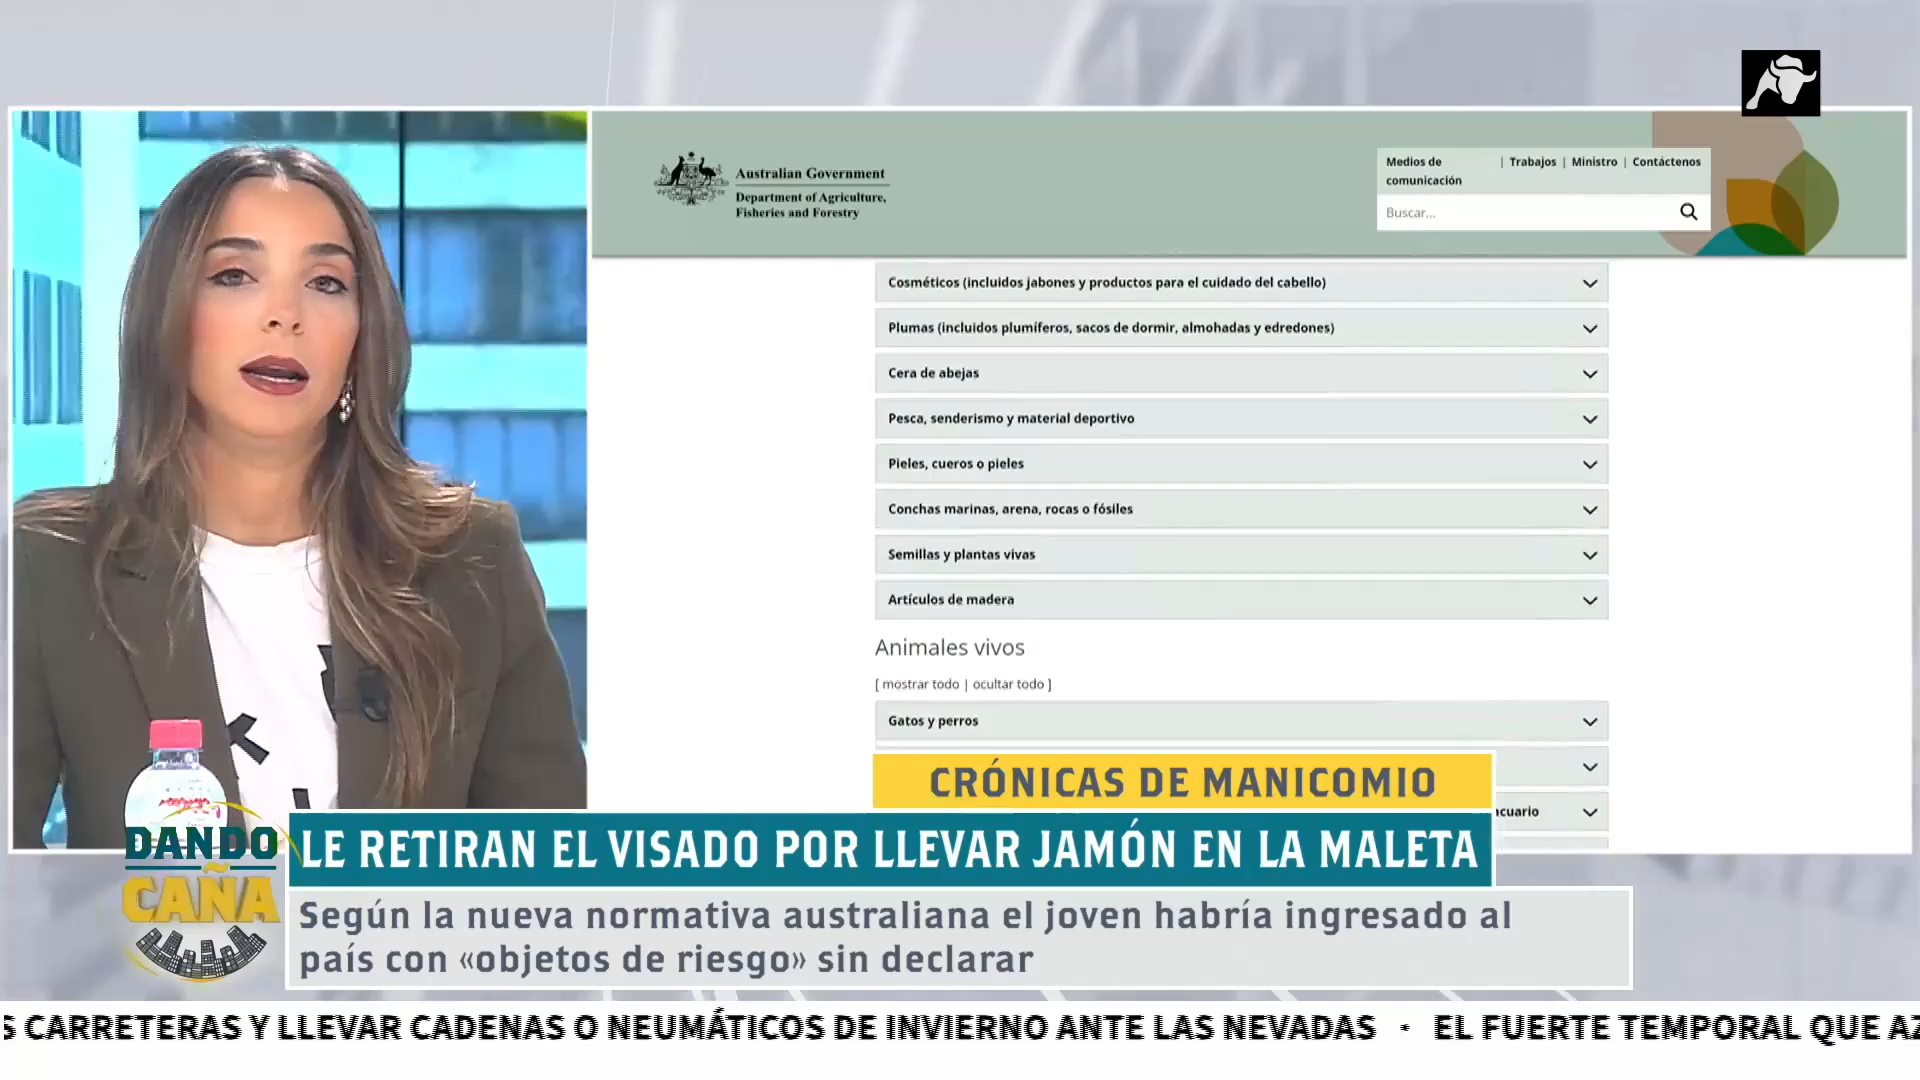 Australian Government
Department of Agriculture,
Fisheries and Forestry
Medios de comunicación | Trabajos | Ministro | Contáctenos
Buscar...
Cosméticos (incluidos jabones y productos para el cuidado del cabello)
Plumas (incluidos plumíferos, sacos de dormir, almohadas y edredones)
Cera de abejas
Pesca, senderismo y material deportivo
Pieles, cueros o pieles
Conchas marinas, arena, rocas o fósiles
Semillas y plantas vivas
Artículos de madera
Animales vivos
[ mostrar todo | ocultar todo ]
Gatos y perros
CRÓNICAS DE MANICOMIO
DANDO
CAÑA
LE RETIRAN EL VISADO POR LLEVAR JAMÓN EN LA MALETA
Según la nueva normativa australiana el joven habría ingresado al
país con «objetos de riesgo» sin declarar
S CARRETERAS Y LLEVAR CADENAS O NEUMÁTICOS DE INVIERNO ANTE LAS NEVADAS · EL FUERTE TEMPORAL QUE AZ